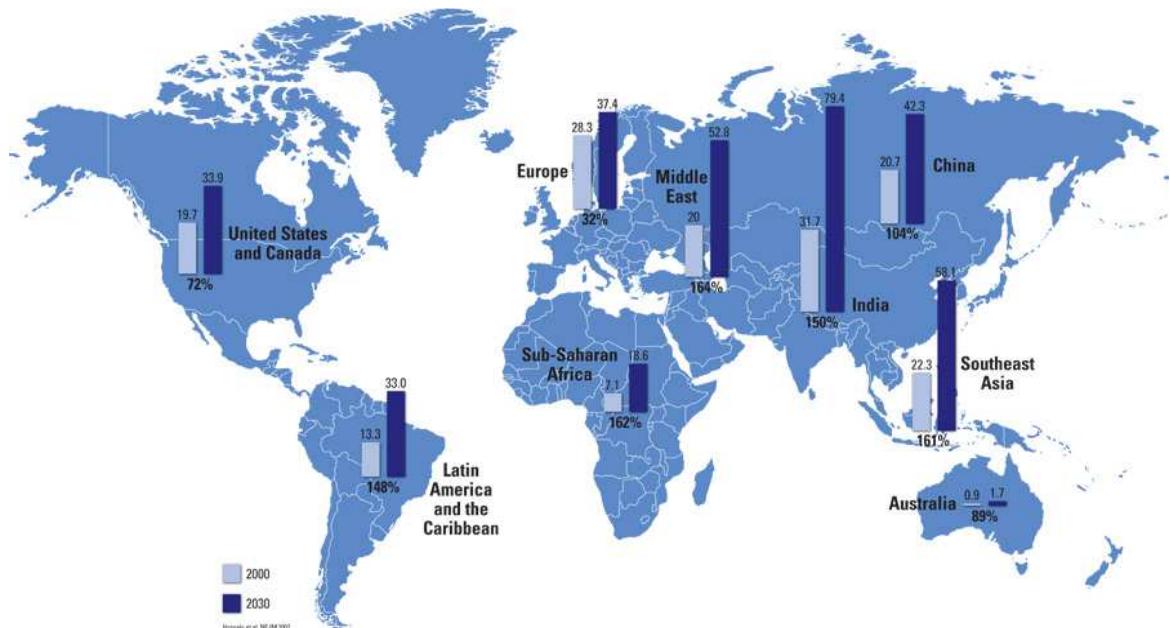 19.7
33.9
United States
and Canada
72%
13.3
33.0
148%
Latin
America
and the
Caribbean
28.3
37.4
Europe
32%
Middle
East
20
52.8
164%
Sub-Saharan
Africa
7.1
18.6
162%
31.7
79.4
India
150%
20.7
42.3
China
104%
22.3
58.1
Southeast
Asia
161%
Australia
0.9
1.7
89%
2000
2030